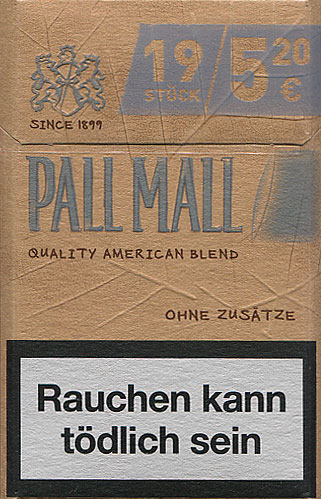 19 / 5 20
STÜCK €
SINCE 1899
PALL MALL
QUALITY AMERICAN BLEND
OHNE ZUSÄTZE
Rauchen kann
tödlich sein